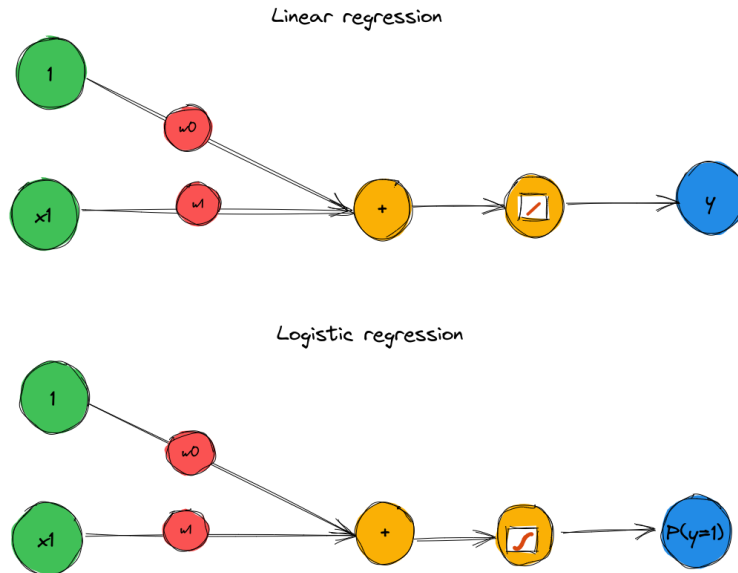 Linear regression
1
w0
x1
w1
+
y
Logistic regression
1
w0
x1
w1
+
P(y=1)